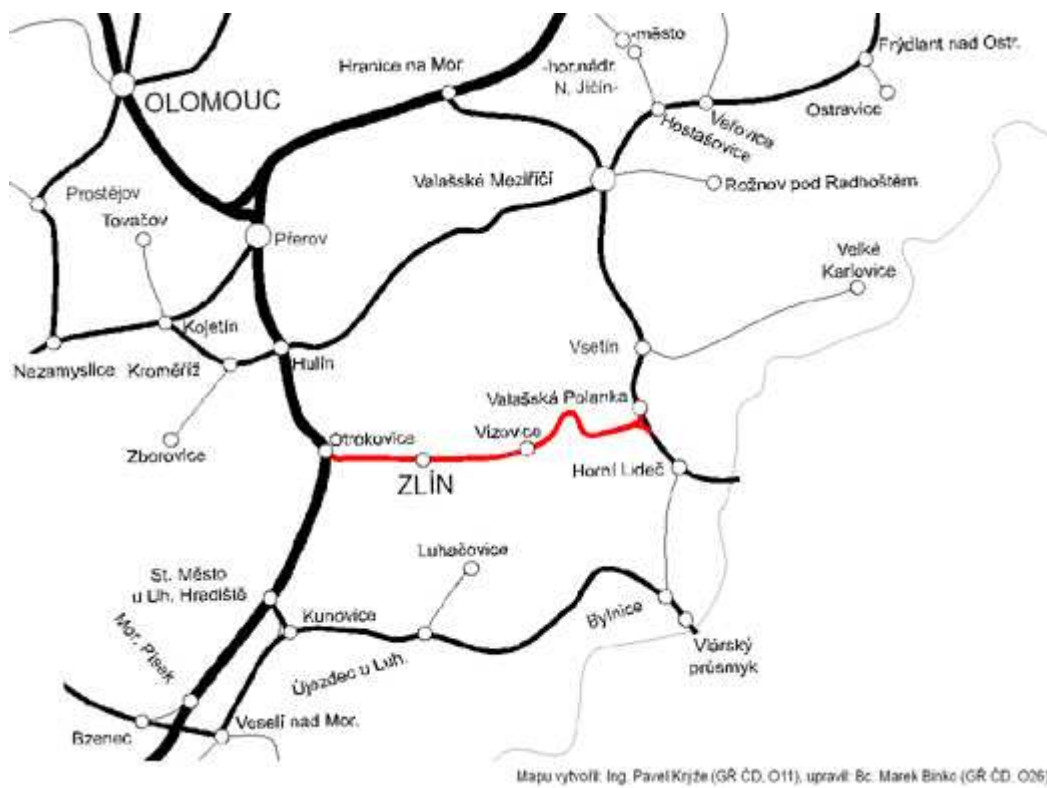 -město
Frýdlant nad Ostr.
Hranice na Mor.
-hor.nádr.
N. Jičín-
OLOMOUC
Ostravice
Hostašovice
Valašské Meziříčí
Rožnov pod Radhoštěm
Prostějov
Tovačov
Přerov
Velké
Karlovice
Kojetín
Nezamyslice
Kroměříž
Hulín
Vsetín
Valašská Polanka
Otrokovice
Vizovice
Zborovice
ZLÍN
Horní Lideč
Luhačovice
St. Město
u Uh. Hradiště
Kunovice
Bylnice
Mor. Písek
Újezdec u Luh.
Vlárský
průsmyk
Bzenec
Veselí nad Mor.
Mapu vytvořil: Ing. Pavel Krýže (GŘ ČD, O11), upravil: Bc. Marek Binko (GŘ ČD, O26)